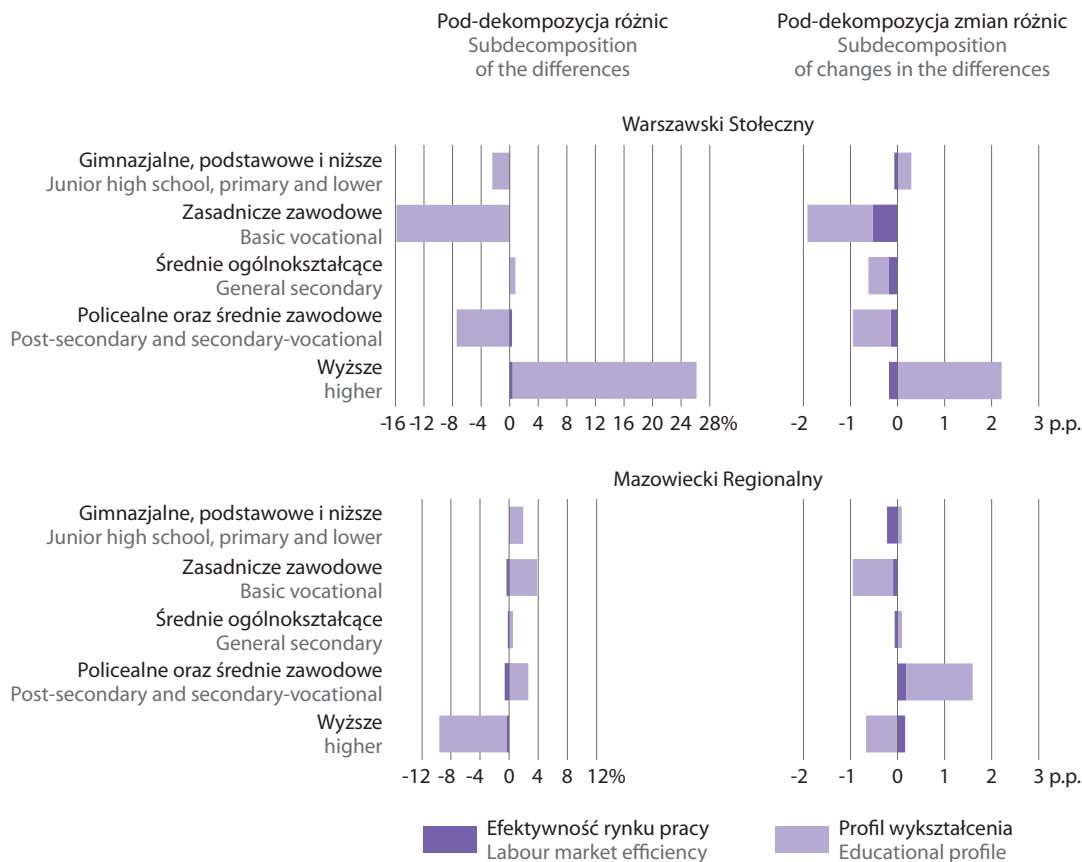 Pod-dekompozycja różnic
Subdecomposition
of the differences
Pod-dekompozycja zmian różnic
Subdecomposition
of changes in the differences
Warszawski Stołeczny
Gimnazjalne, podstawowe i niższe
Junior high school, primary and lower
Zasadnicze zawodowe
Basic vocational
Średnie ogólnokształcące
General secondary
Policealne oraz średnie zawodowe
Post-secondary and secondary-vocational
Wyższe
higher
-16 -12 -8 -4 0 4 8 12 16 20 24 28%
-2 -1 0 1 2 3 p.p.
Mazowiecki Regionalny
Gimnazjalne, podstawowe i niższe
Junior high school, primary and lower
Zasadnicze zawodowe
Basic vocational
Średnie ogólnokształcące
General secondary
Policealne oraz średnie zawodowe
Post-secondary and secondary-vocational
Wyższe
higher
-12 -8 -4 0 4 8 12%
-2 -1 0 1 2 3 p.p.
Efektywność rynku pracy
Labour market efficiency
Profil wykształcenia
Educational profile